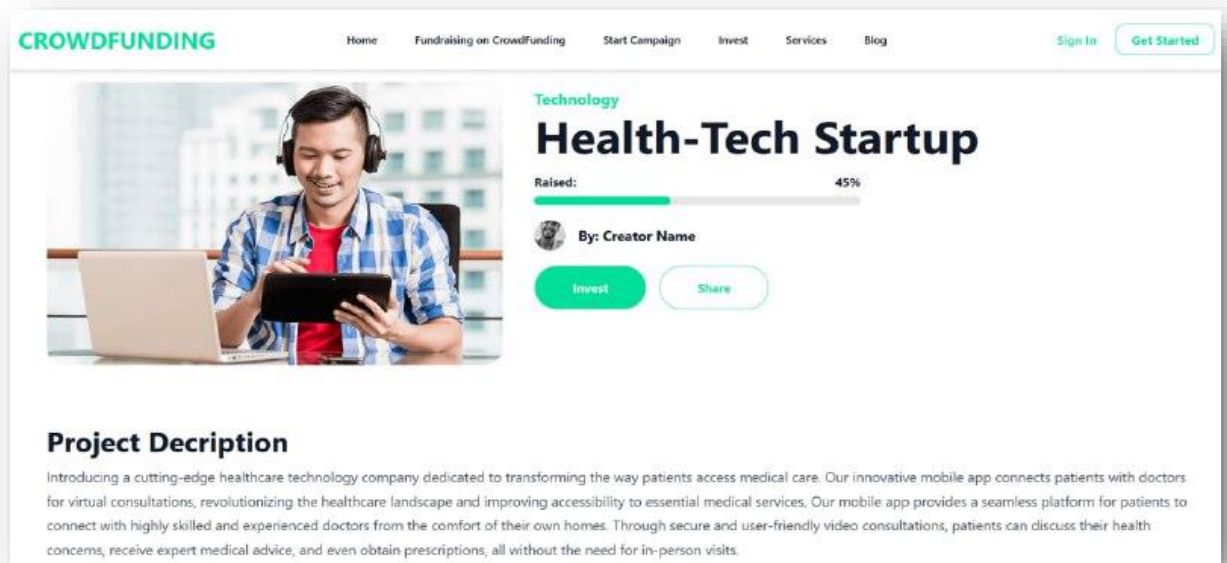 CROWDFUNDING
Home Fundraising on CrowdFunding Start Campaign Invest Services Blog
Sign In Get Started
Technology
Health-Tech Startup
Raised: 45%
By: Creator Name
Invest Share
Project Decription
Introducing a cutting-edge healthcare technology company dedicated to transforming the way patients access medical care. Our innovative mobile app connects patients with doctors
for virtual consultations, revolutionizing the healthcare landscape and improving accessibility to essential medical services, Our mobile app provides a seamless platform for patients to
connect with highly skilled and experienced doctors from the comfort of their own homes. Through secure and user-friendly video consultations, patients can discuss their health
concerns, receive expert medical advice, and even obtain prescriptions, all without the need for in-person visits.